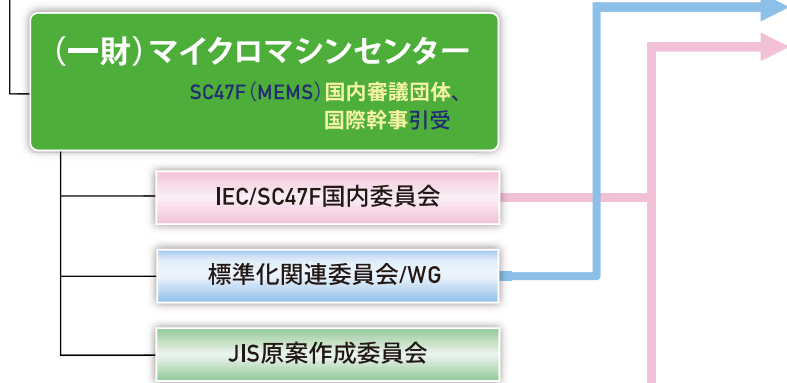 （一財）マイクロマシンセンター
SC47F（MEMS）国内審議団体、
国際幹事引受
IEC/SC47F国内委員会
標準化関連委員会/WG
JIS原案作成委員会